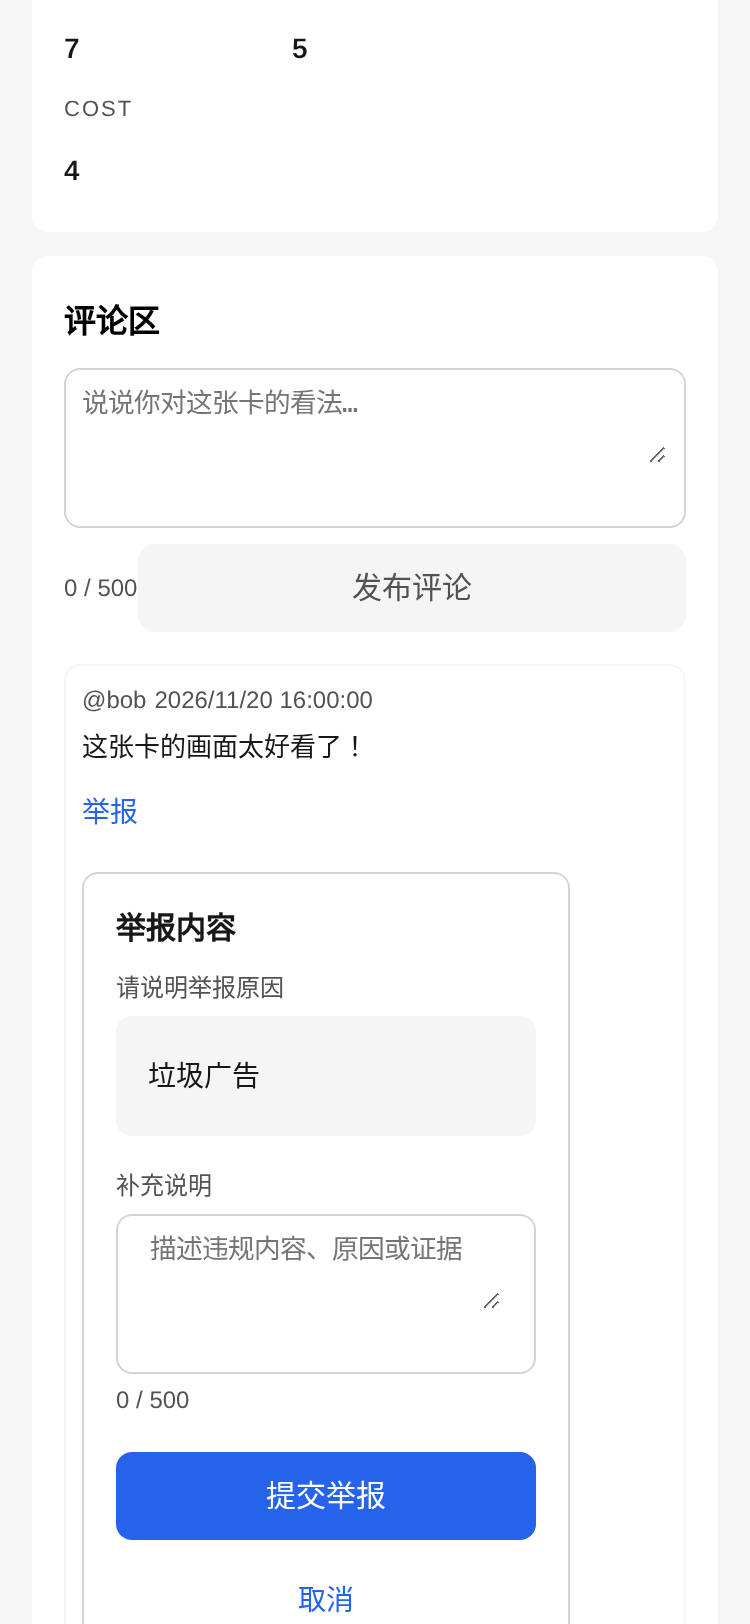 7 5
COST
4
评论区
说说你对这张卡的看法…
0 / 500 发布评论
@bob 2026/11/20 16:00:00
这张卡的画面太好看了！
举报
举报内容
请说明举报原因
垃圾广告
补充说明
描述违规内容、原因或证据
0 / 500
提交举报
取消